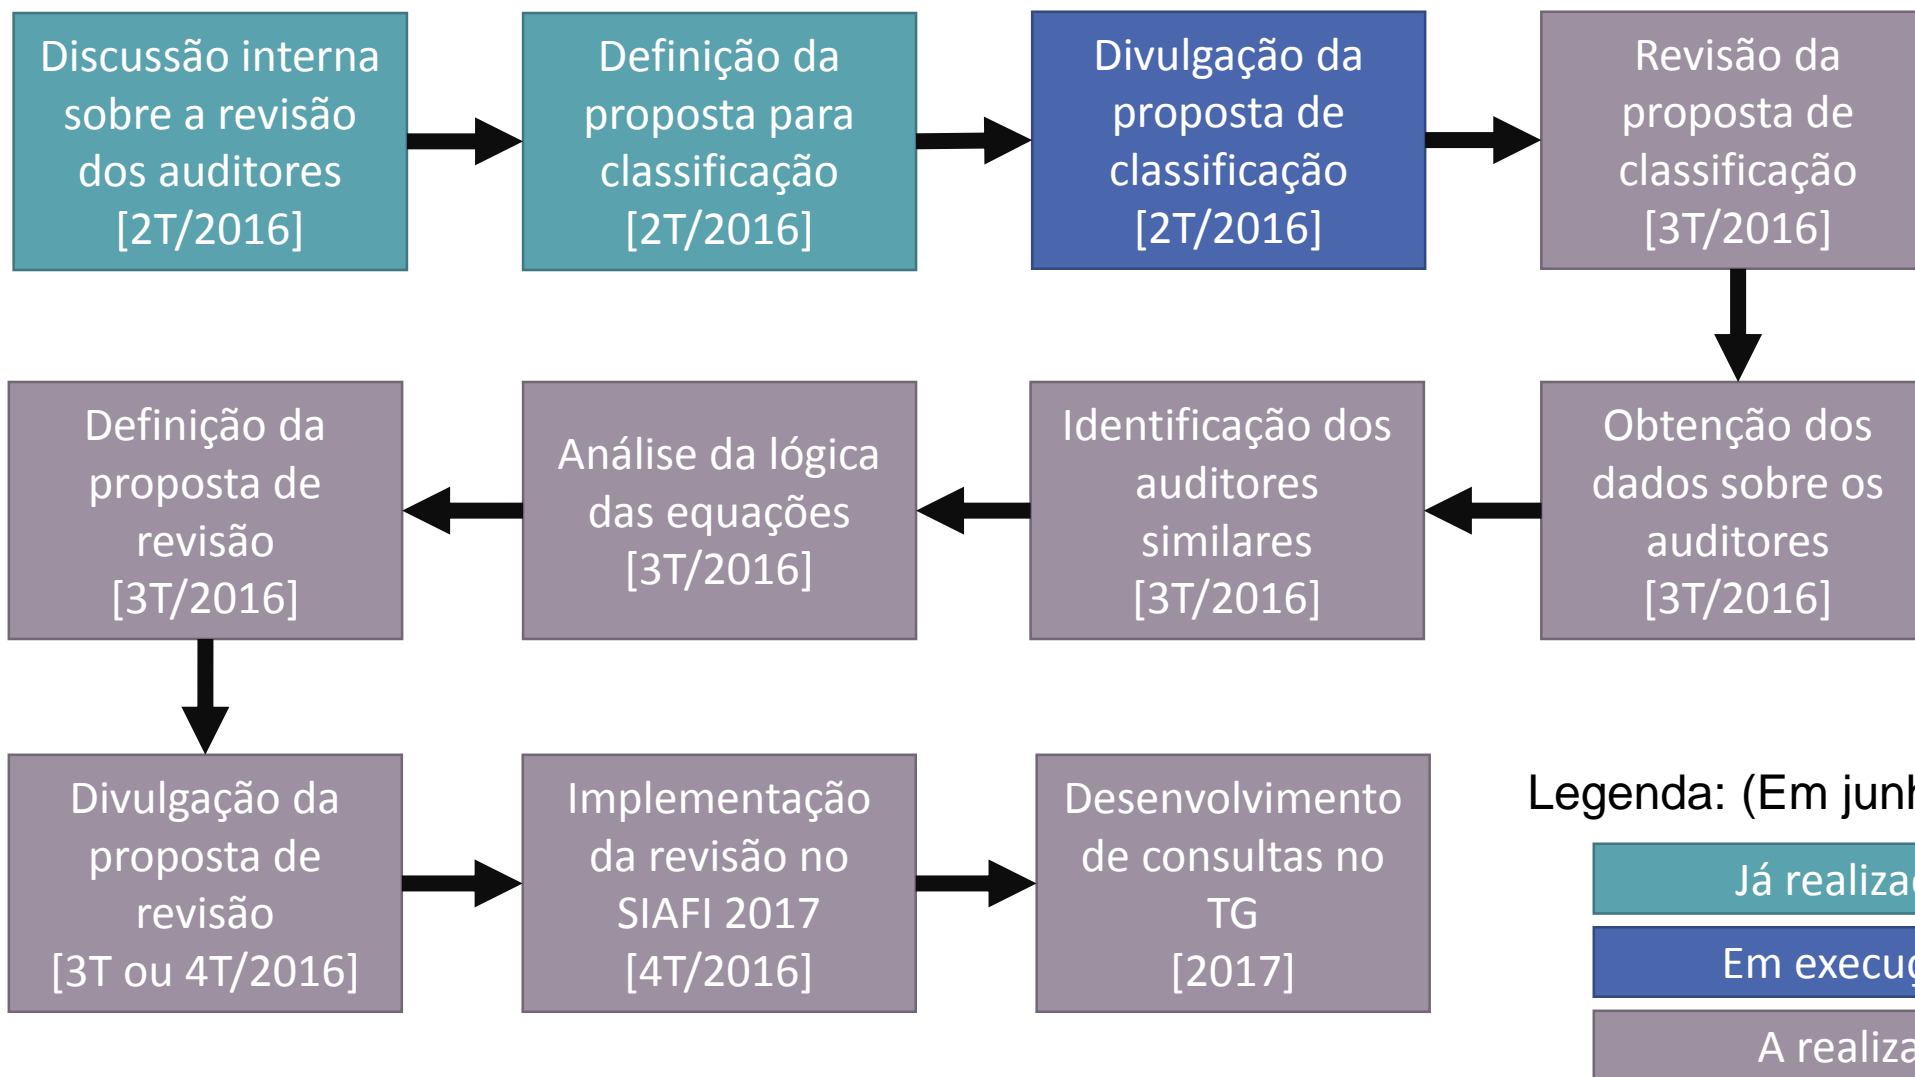 Discussão interna
sobre a revisão
dos auditores
[2T/2016]
Definição da
proposta para
classificação
[2T/2016]
Divulgação da
proposta de
classificação
[2T/2016]
Revisão da
proposta de
classificação
[3T/2016]
Obtenção dos
dados sobre os
auditores
[3T/2016]
Identificação dos
auditores
similares
[3T/2016]
Análise da lógica
das equações
[3T/2016]
Definição da
proposta de
revisão
[3T/2016]
Divulgação da
proposta de
revisão
[3T ou 4T/2016]
Implementação
da revisão no
SIAFI 2017
[4T/2016]
Desenvolvimento
de consultas no
TG
[2017]
Legenda: (Em
Já
Em
A